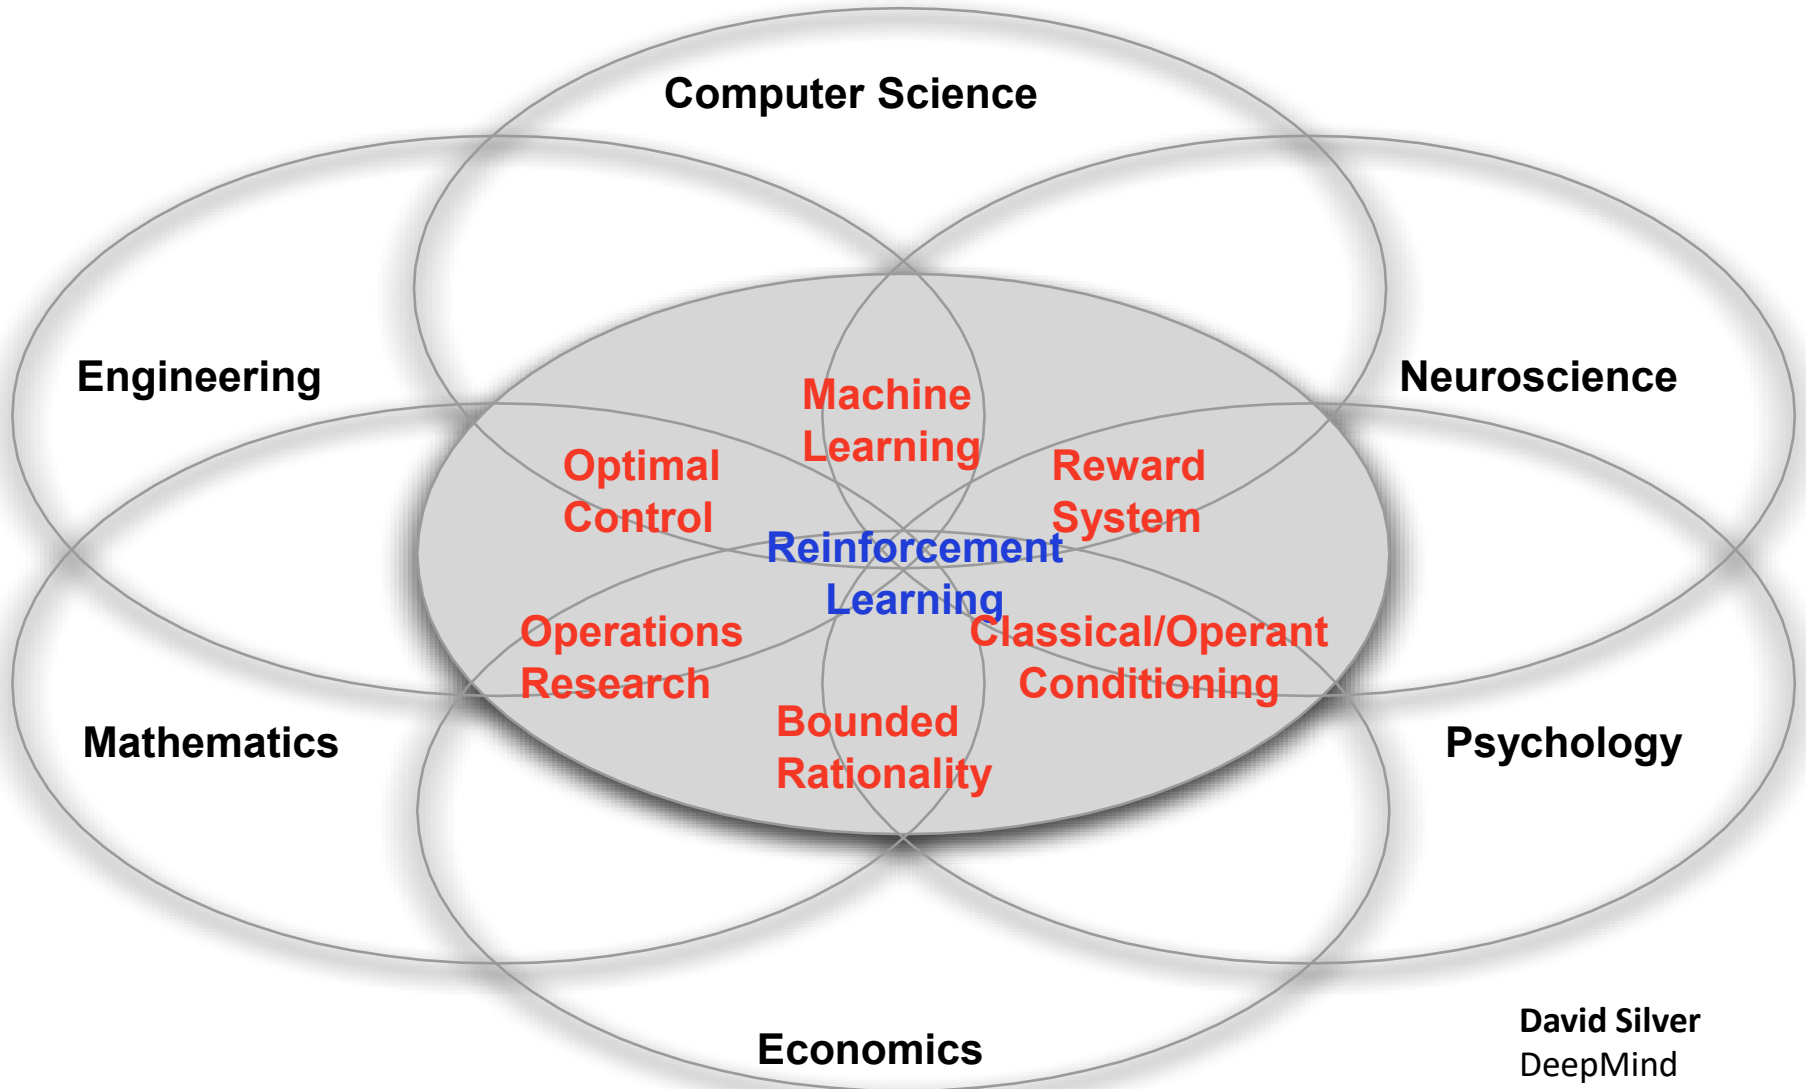 Computer Science
Engineering
Neuroscience
Machine
Learning
Optimal
Control
Reward
System
Reinforcement
Learning
Operations
Research
Classical/Operant
Conditioning
Bounded
Rationality
Mathematics
Psychology
Economics
David Silver
DeepMind